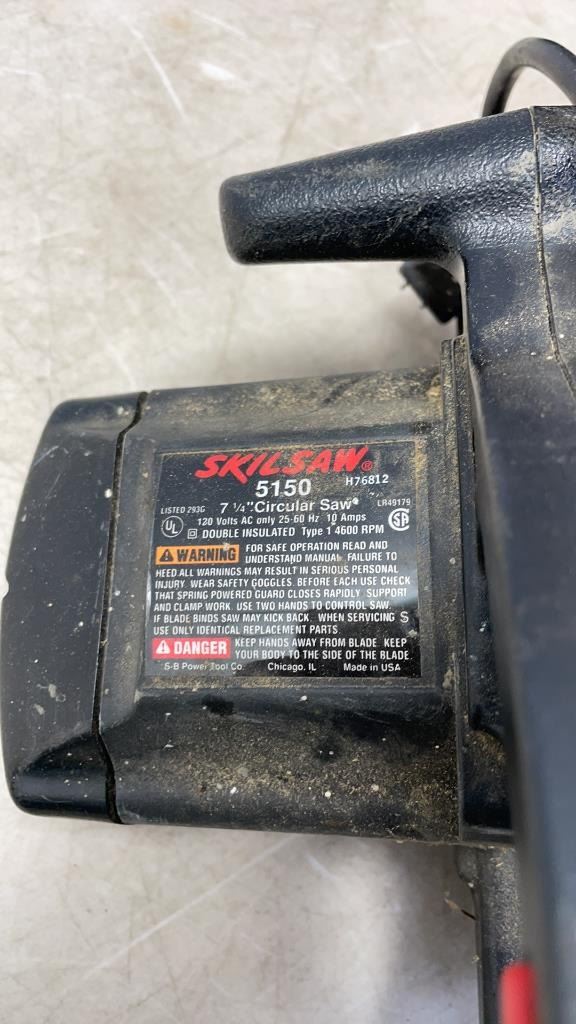 SKILSAW®
5150 H76812
LISTED 293G 7 1/4" Circular Saw® LR49179
UL 120 Volts AC only 25-60 Hz 10 Amps SA
DOUBLE INSULATED Type 1 4600 RPM
WARNING FOR SAFE OPERATION READ AND
UNDERSTAND MANUAL. FAILURE TO
HEED ALL WARNINGS MAY RESULT IN SERIOUS PERSONAL
INJURY. WEAR SAFETY GOGGLES. BEFORE EACH USE CHECK
THAT SPRING POWERED GUARD CLOSES RAPIDLY. SUPPORT
AND CLAMP WORK. USE TWO HANDS TO CONTROL SAW.
IF BLADE BINDS SAW MAY KICK BACK. WHEN SERVICING S
USE ONLY IDENTICAL REPLACEMENT PARTS.
DANGER KEEP HANDS AWAY FROM BLADE. KEEP
YOUR BODY TO THE SIDE OF THE BLADE.
S-B Power Tool Co. Chicago, IL Made in USA